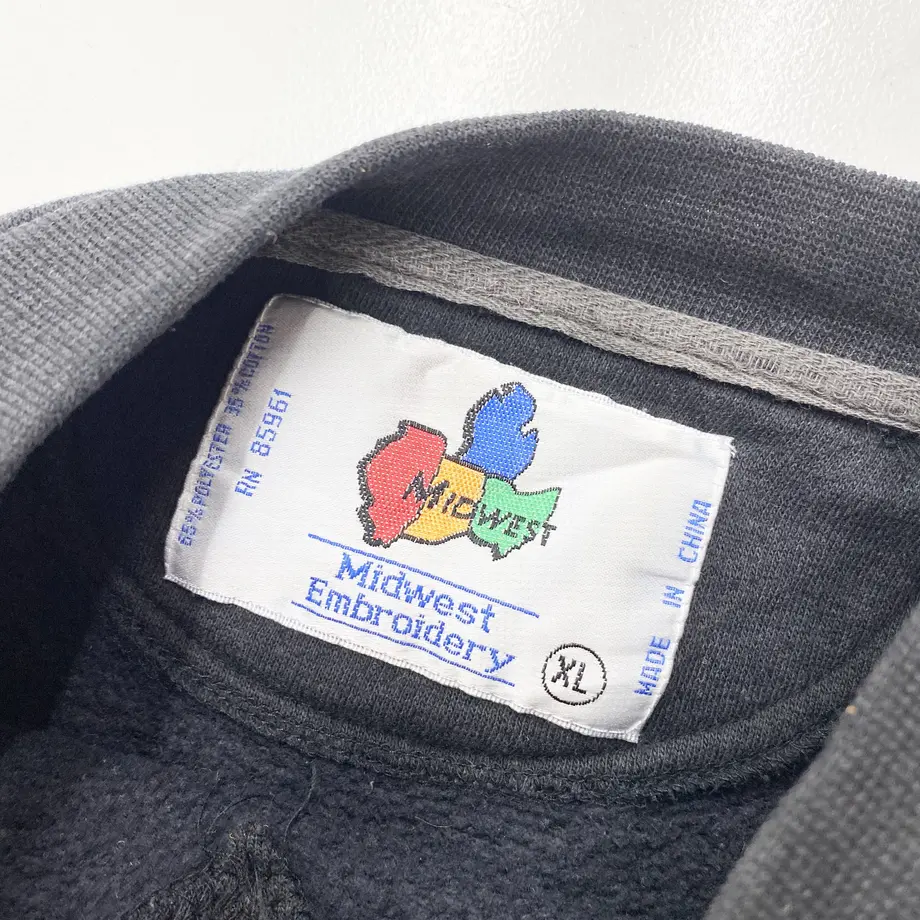 65% POLYESTER 35% COTTON
RN 85961
MIDWEST
Midwest
Embroidery
XL
MADE IN CHINA